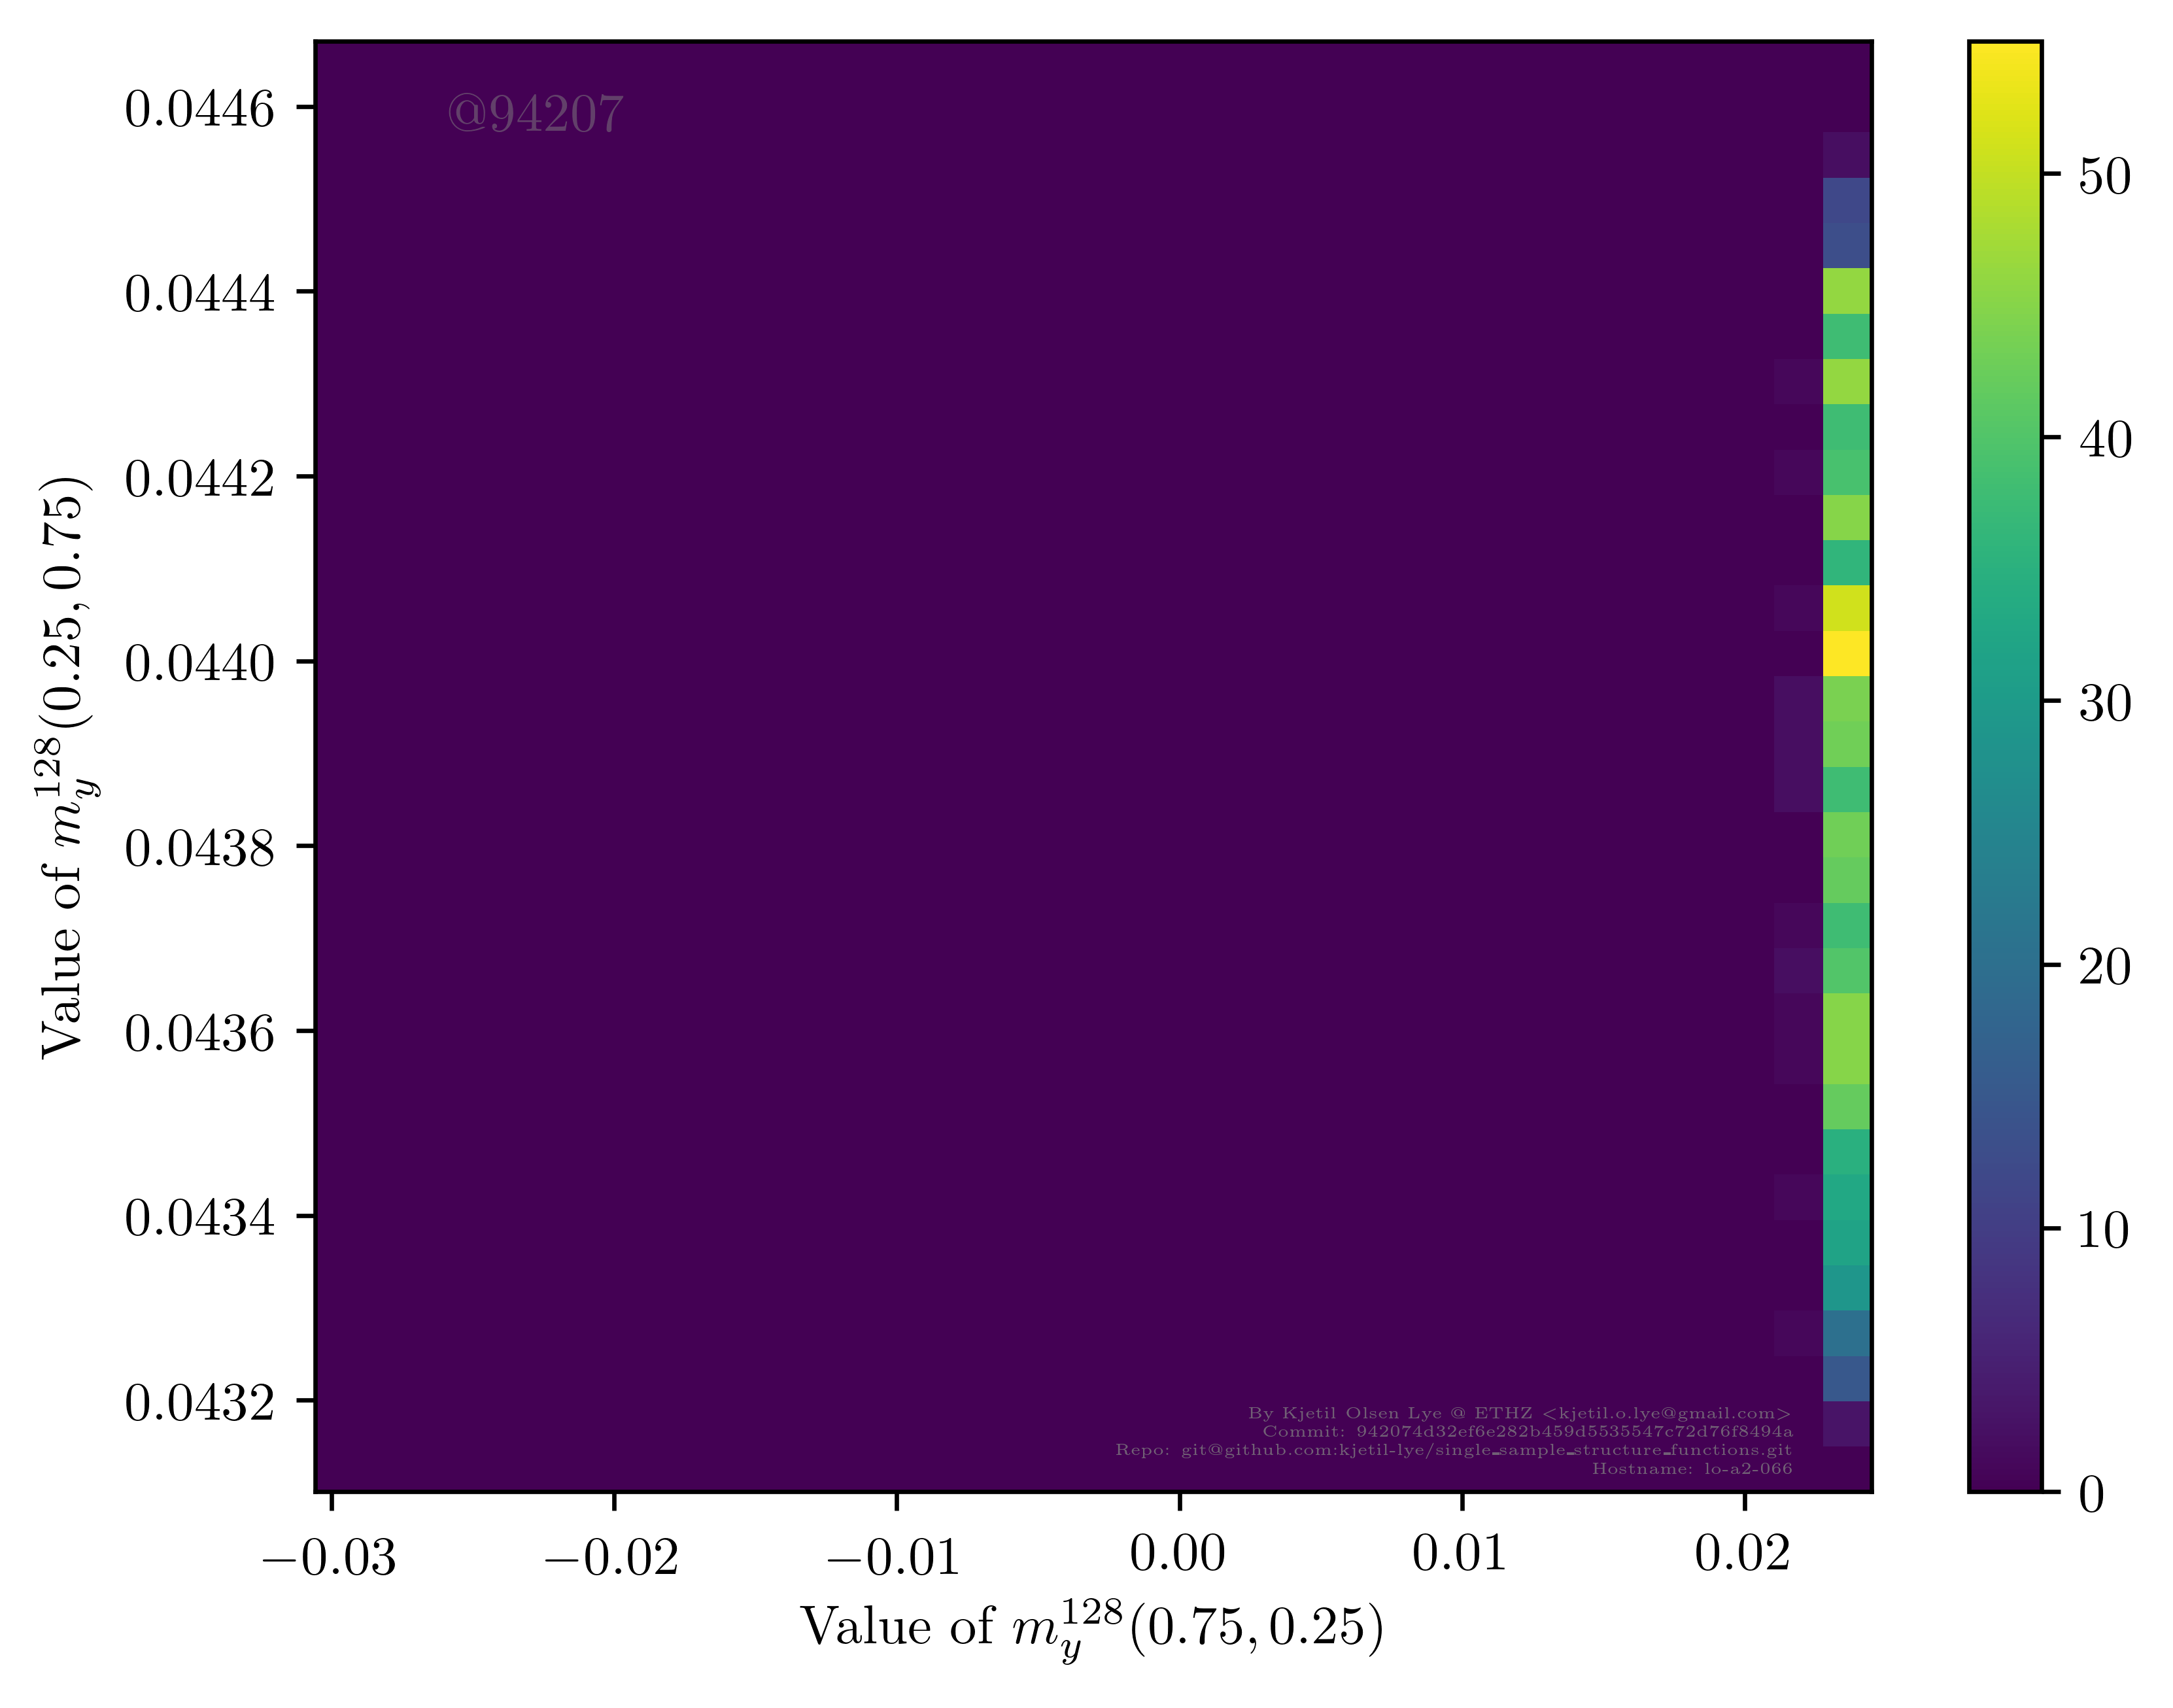 @94207
0.0446
0.0444
0.0442
0.0440
0.0438
0.0436
0.0434
0.0432
Value of $m_y^{128}(0.25, 0.75)$
50
40
30
20
10
0
By Kjetil Olsen Lye @ ETHZ <kjetil.o.lye@gmail.com>
Commit: 942074d32ef6e282b459d5535547c72d76f8494a
Repo: git@github.com:kjetil-lye/single_sample_structure_functions.git
Hostname: lo-a2-066
−0.03 −0.02 −0.01 0.00 0.01 0.02
Value of $m_y^{128}(0.75, 0.25)$